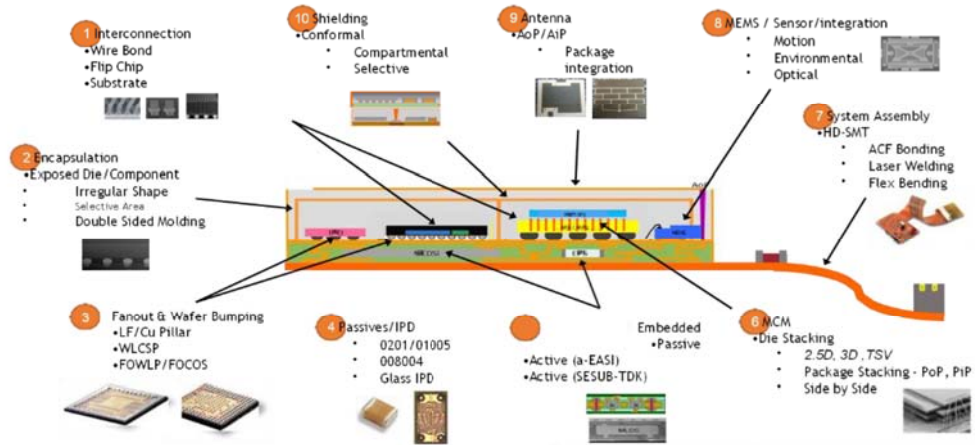 1 Interconnection
•Wire Bond
•Flip Chip
•Substrate
10 Shielding
•Conformal
• Compartmental
• Selective
9 Antenna
•AoP/AiP
• Package
integration
8 MEMS / Sensor/integration
• Motion
• Environmental
• Optical
7 System Assembly
•HD-SMT
• ACF Bonding
• Laser Welding
• Flex Bending
2 Encapsulation
•Exposed Die/Component
• Irregular Shape
• Selective Area
• Double Sided Molding
3 Fanout & Wafer Bumping
•LF/Cu Pillar
•WLCSP
•FOWLP/FOCOS
4 Passives/IPD
• 0201/01005
• 008004
• Glass IPD
Embedded
•Passive
•Active (a-EASI)
•Active (SESUB-TDK)
6 MCM
•Die Stacking
• 2.5D, 3D ,TSV
• Package Stacking - PoP, PiP
• Side by Side